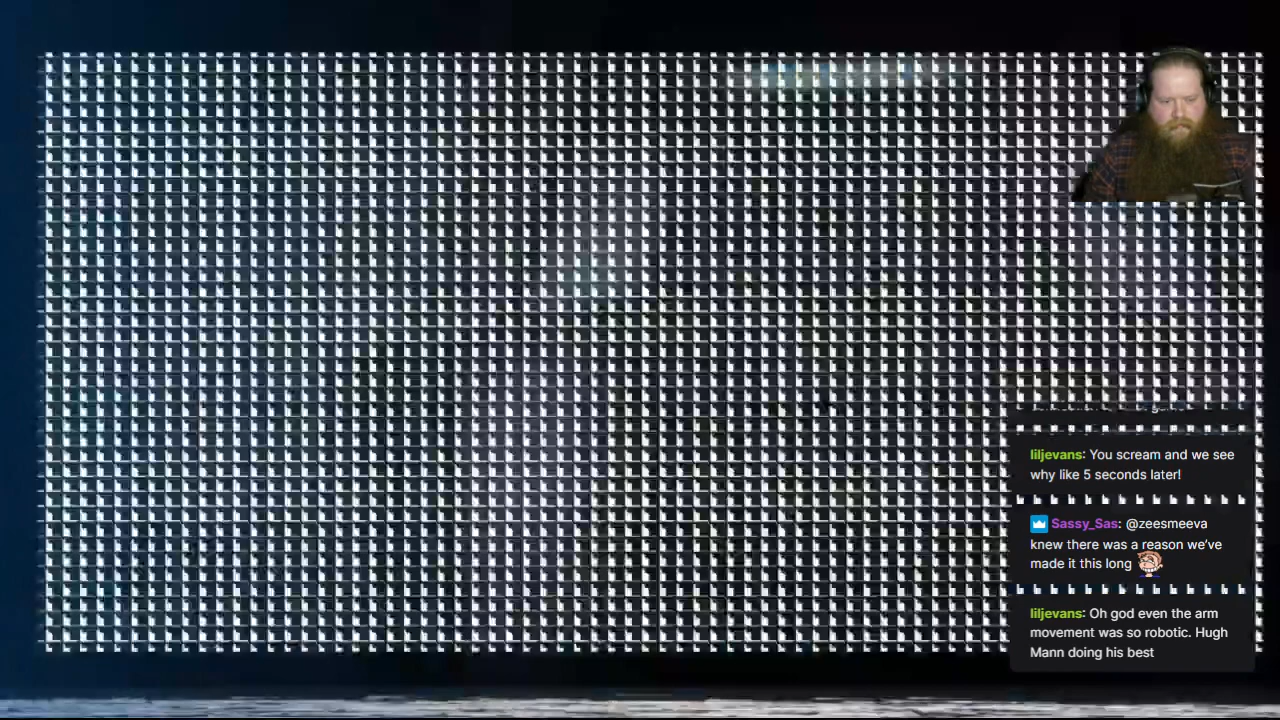 liljevans: You scream and we see
why like 5 seconds later!
Sassy_Sas: @zeesmeeva
knew there was a reason we've
made it this long
liljevans: Oh god even the arm
movement was so robotic. Hugh
Mann doing his best